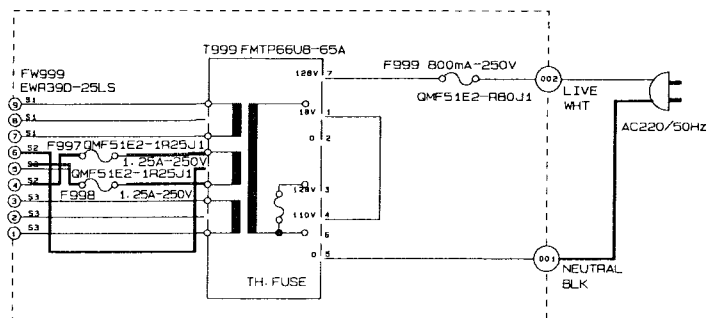 T999 FMTP66U8-65A
F999 800mA-250V
128V 7
002
FW999
EWR39D-25LS
QMF51E2-R80J1
LIVE
WHT
9 S1
18V 1
8 S1
AC220/50Hz
7 S1
F997 QMF51E2-1R25J1
0 2
6 S2
1.25A-250V
5 S2
QMF51E2-1R25J1
4 S2
F998
1.25A-250V
128V 3
3 S3
110V 4
2 S3
1 S3
6
0 5
001
NEUTRAL
BLK
TH. FUSE